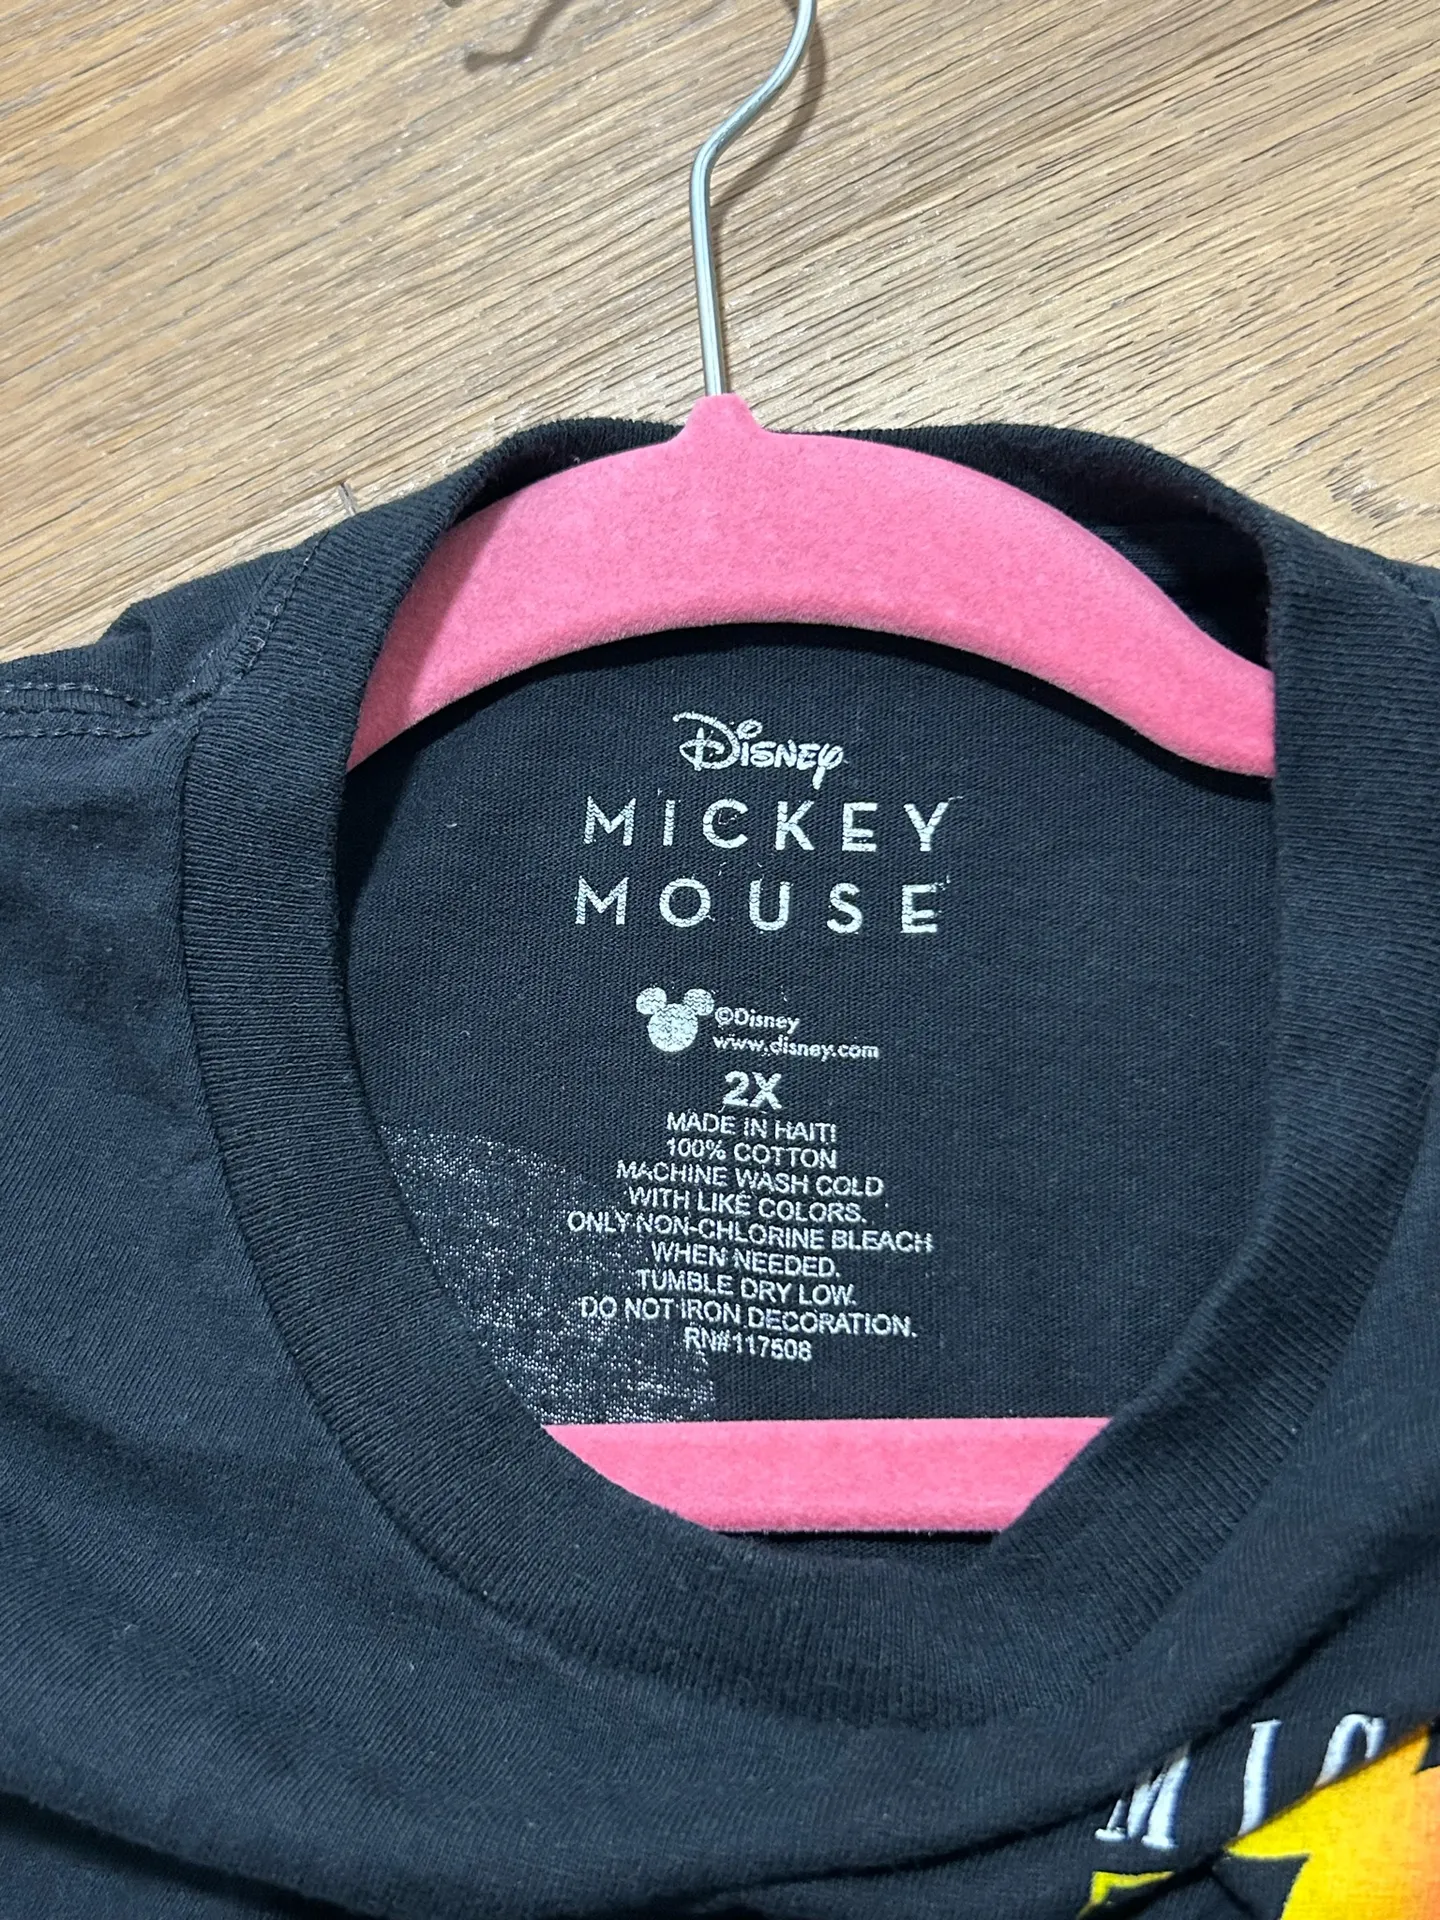 Disney
MICKEY
MOUSE
©Disney
www.disney.com
2X
MADE IN HAITI
100% COTTON
MACHINE WASH COLD
WITH LIKE COLORS.
ONLY NON-CHLORINE BLEACH
WHEN NEEDED.
TUMBLE DRY LOW.
DO NOT IRON DECORATION.
RN#117508
MIC